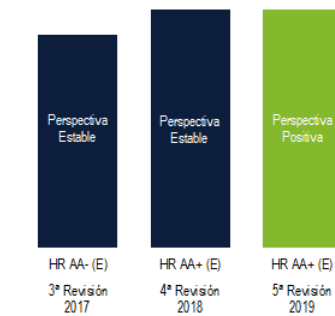 Perspectiva
Estable
Perspectiva
Estable
Perspectiva
Positiva
HR AA- (E)
HR AA+ (E)
HR AA+ (E)
3ª Revisión
2017
4ª Revisión
2018
5ª Revisión
2019